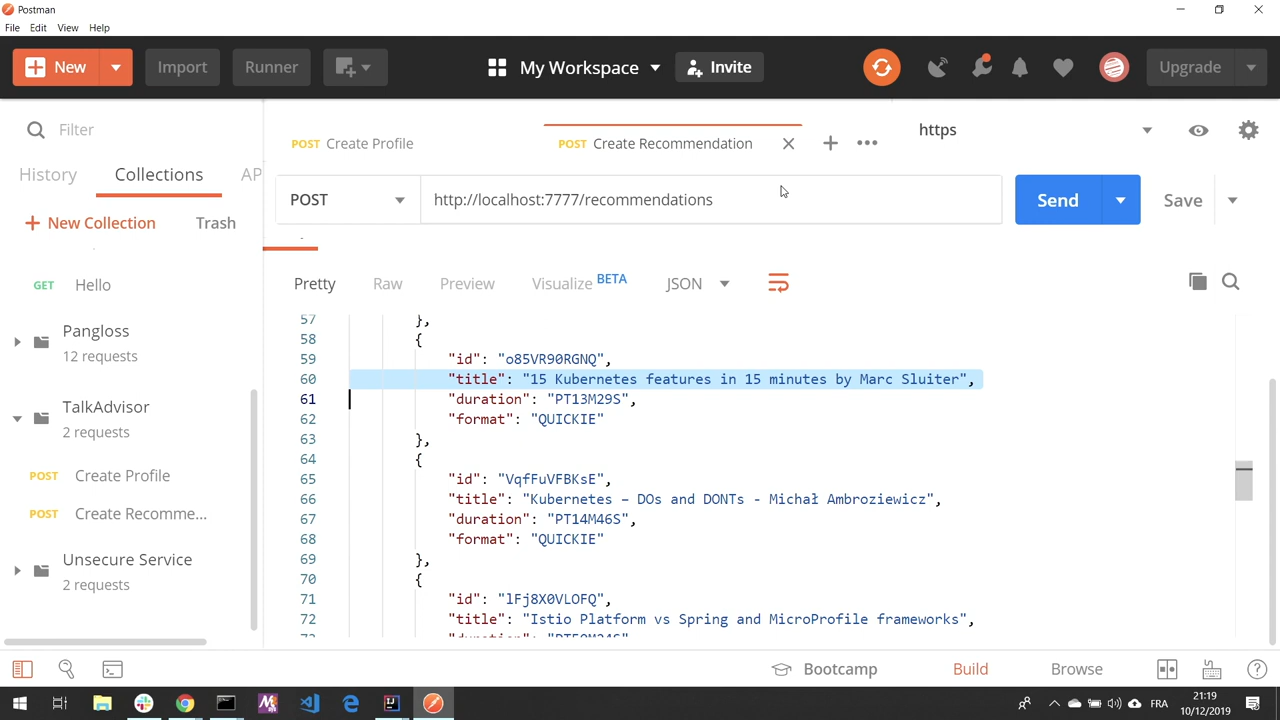 Postman
File Edit View Help
New Import Runner My Workspace Invite Upgrade
Filter
History Collections AP
New Collection Trash
GET Hello
Pangloss
12 requests
TalkAdvisor
2 requests
POST Create Profile
POST Create Recomme...
Unsecure Service
2 requests
POST Create Profile POST Create Recommendation https
POST http://localhost:7777/recommendations Send Save
Pretty Raw Preview Visualize BETA JSON
57 },
58 {
59 "id": "o85VR90RGNQ",
60 "title": "15 Kubernetes features in 15 minutes by Marc Sluiter",
61 "duration": "PT13M29S",
62 "format": "QUICKIE"
63 },
64 {
65 "id": "VqfFuVFBKsE",
66 "title": "Kubernetes – DOs and DONTs - Michał Ambroziewicz",
67 "duration": "PT14M46S",
68 "format": "QUICKIE"
69 },
70 {
71 "id": "lFj8X0VLOFQ",
72 "title": "Istio Platform vs Spring and MicroProfile frameworks",
Bootcamp Build Browse
FRA 21:19
10/12/2019